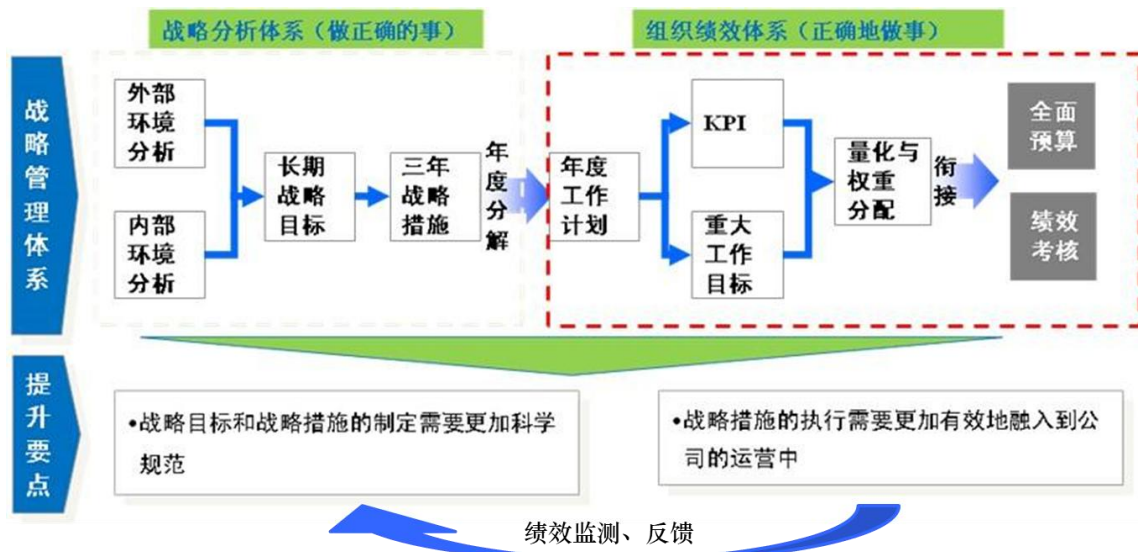 战略分析体系（做正确的事）
组织绩效体系（正确地做事）
战
略
管
理
体
系
外部
环境
分析
内部
环境
分析
长期
战略
目标
三年
战略
措施
年
度
分
解
年度
工作
计划
KPI
重大
工作
目标
量化与
权重
分配
衔
接
全面
预算
绩效
考核
提
升
要
点
•战略目标和战略措施的制定需要更加科学
规范
•战略措施的执行需要更加有效地融入到公
司的运营中
绩效监测、反馈